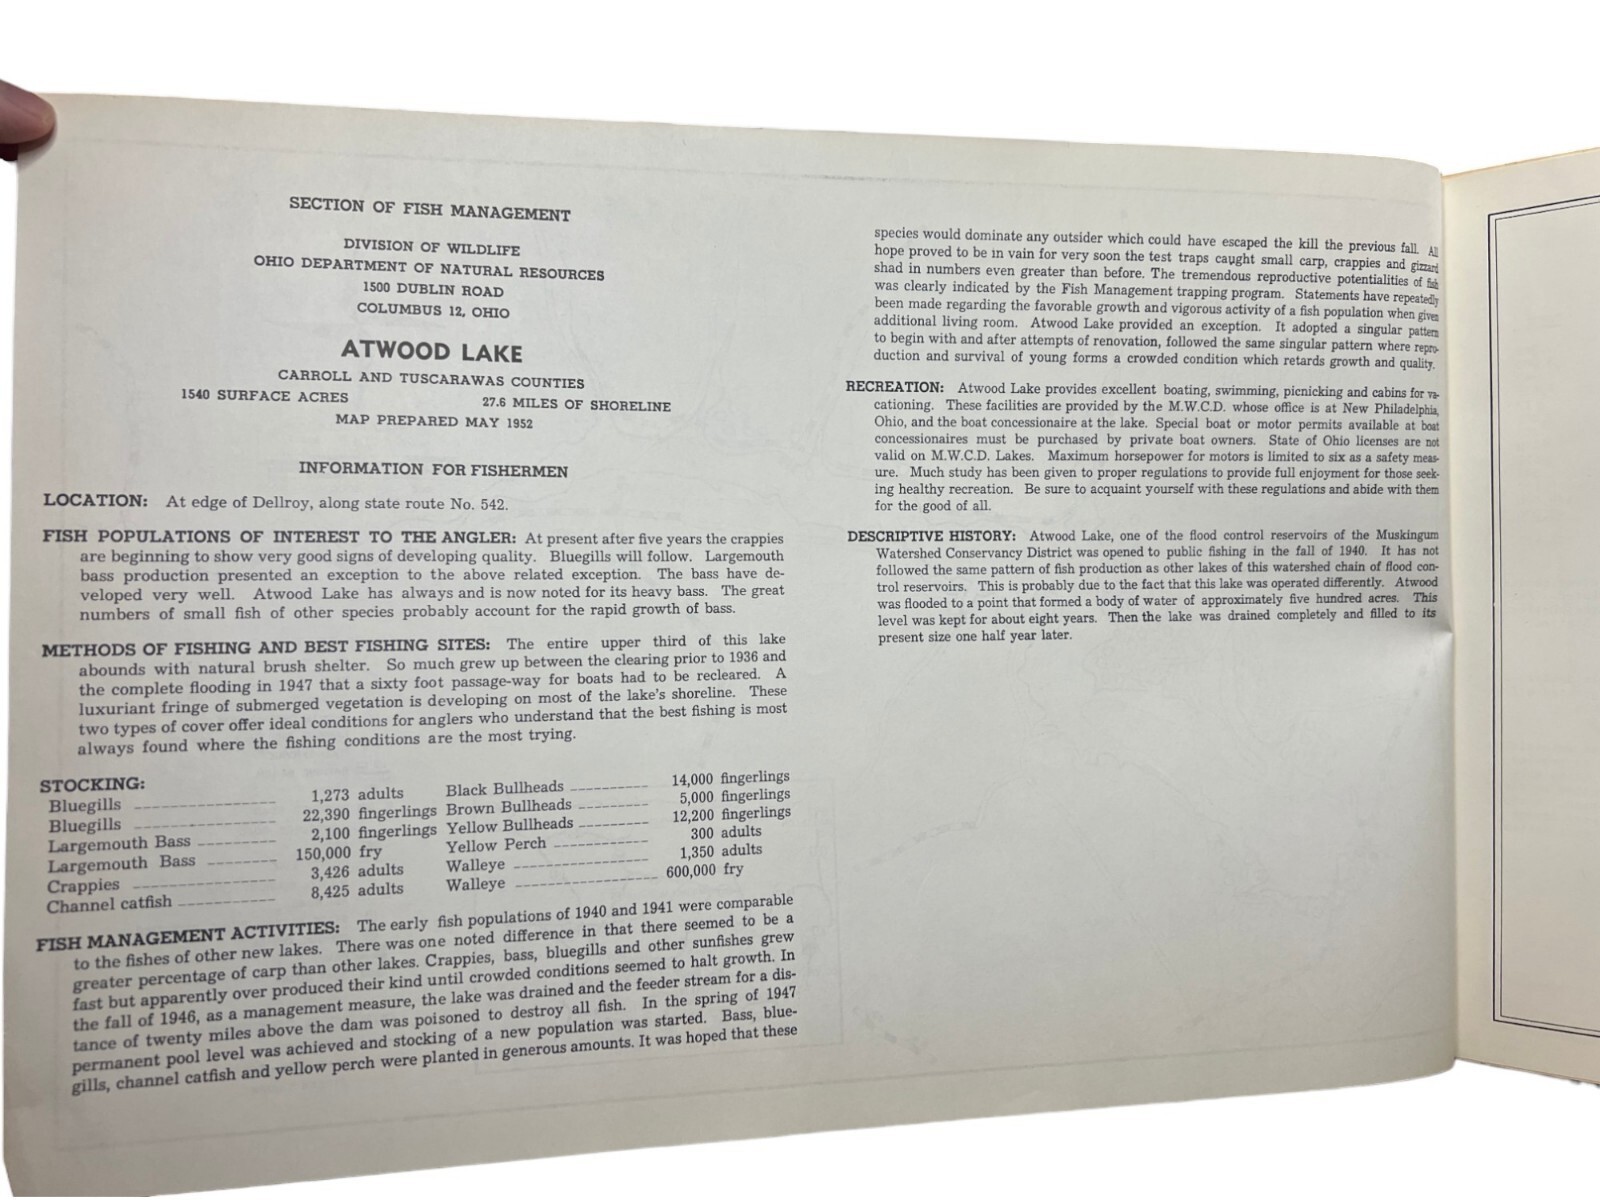 SECTION OF FISH MANAGEMENT
DIVISION OF WILDLIFE
OHIO DEPARTMENT OF NATURAL RESOURCES
1500 DUBLIN ROAD
COLUMBUS 12, OHIO
ATWOOD LAKE
CARROLL AND TUSCARAWAS COUNTIES
1540 SURFACE ACRES 27.6 MILES OF SHORELINE
MAP PREPARED MAY 1952
INFORMATION FOR FISHERMEN
LOCATION: At edge of Dellroy, along state route No. 542.
FISH POPULATIONS OF INTEREST TO THE ANGLER: At present after five years the crappies
are beginning to show very good signs of developing quality. Bluegills will follow. Largemouth
bass production presented an exception to the above related exception. The bass have de-
veloped very well. Atwood Lake has always and is now noted for its heavy bass. The great
numbers of small fish of other species probably account for the rapid growth of bass.
METHODS OF FISHING AND BEST FISHING SITES: The entire upper third of this lake
abounds with natural brush shelter. So much grew up between the clearing prior to 1936 and
the complete flooding in 1947 that a sixty foot passage-way for boats had to be recleared. A
luxuriant fringe of submerged vegetation is developing on most of the lake's shoreline. These
two types of cover offer ideal conditions for anglers who understand that the best fishing is most
always found where the fishing conditions are the most trying.
STOCKING:
Bluegills 1,273 adults
Bluegills 22,390 fingerlings
Largemouth Bass 2,100 fingerlings
Largemouth Bass 150,000 fry
Crappies 3,426 adults
Channel catfish 8,425 adults
Black Bullheads 14,000 fingerlings
Brown Bullheads 5,000 fingerlings
Yellow Bullheads 12,200 fingerlings
Yellow Perch 300 adults
Walleye 1,350 adults
Walleye 600,000 fry
FISH MANAGEMENT ACTIVITIES: The early fish populations of 1940 and 1941 were comparable
to the fishes of other new lakes. There was one noted difference in that there seemed to be a
greater percentage of carp than other lakes. Crappies, bass, bluegills and other sunfishes grew
fast but apparently over produced their kind until crowded conditions seemed to halt growth. In
the fall of 1946, as a management measure, the lake was drained and the feeder stream for a dis-
tance of twenty miles above the dam was poisoned to destroy all fish. In the spring of 1947
permanent pool level was achieved and stocking of a new population was started. Bass, blue-
gills, channel catfish and yellow perch were planted in generous amounts. It was hoped that these
species would dominate any outsider which could have escaped the kill the previous fall. All
hope proved to be in vain for very soon the test traps caught small carp, crappies and gizzard
shad in numbers even greater than before. The tremendous reproductive potentialities of fish
was clearly indicated by the Fish Management trapping program. Statements have repeatedly
been made regarding the favorable growth and vigorous activity of a fish population when given
additional living room. Atwood Lake provided an exception. It adopted a singular pattern
to begin with and after attempts of renovation, followed the same singular pattern where repro-
duction and survival of young forms a crowded condition which retards growth and quality.
RECREATION: Atwood Lake provides excellent boating, swimming, picnicking and cabins for va-
cationing. These facilities are provided by the M.W.C.D. whose office is at New Philadelphia,
Ohio, and the boat concessionaire at the lake. Special boat or motor permits available at boat
concessionaires must be purchased by private boat owners. State of Ohio licenses are not
valid on M.W.C.D. Lakes. Maximum horsepower for motors is limited to six as a safety meas-
ure. Much study has been given to proper regulations to provide full enjoyment for those seek-
ing healthy recreation. Be sure to acquaint yourself with these regulations and abide with them
for the good of all.
DESCRIPTIVE HISTORY: Atwood Lake, one of the flood control reservoirs of the Muskingum
Watershed Conservancy District was opened to public fishing in the fall of 1940. It has not
followed the same pattern of fish production as other lakes of this watershed chain of flood con-
trol reservoirs. This is probably due to the fact that this lake was operated differently. Atwood
was flooded to a point that formed a body of water of approximately five hundred acres. This
level was kept for about eight years. Then the lake was drained completely and filled to its
present size one half year later.